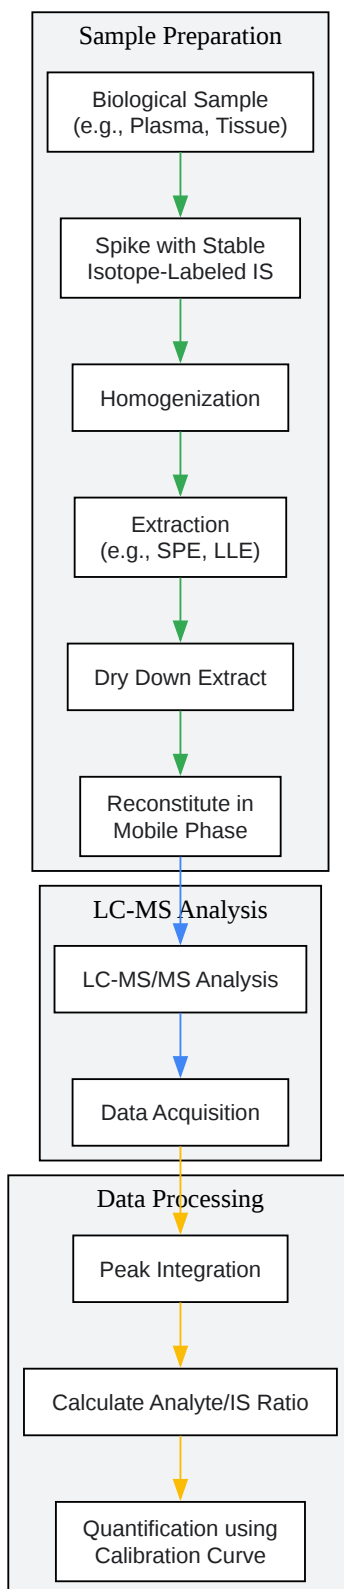 Sample Preparation
Biological Sample
(e.g., Plasma, Tissue)
Spike with Stable
Isotope-Labeled IS
Homogenization
Extraction
(e.g., SPE, LLE)
Dry Down Extract
Reconstitute in
Mobile Phase
LC-MS Analysis
LC-MS/MS Analysis
Data Acquisition
Data Processing
Peak Integration
Calculate Analyte/IS Ratio
Quantification using
Calibration Curve